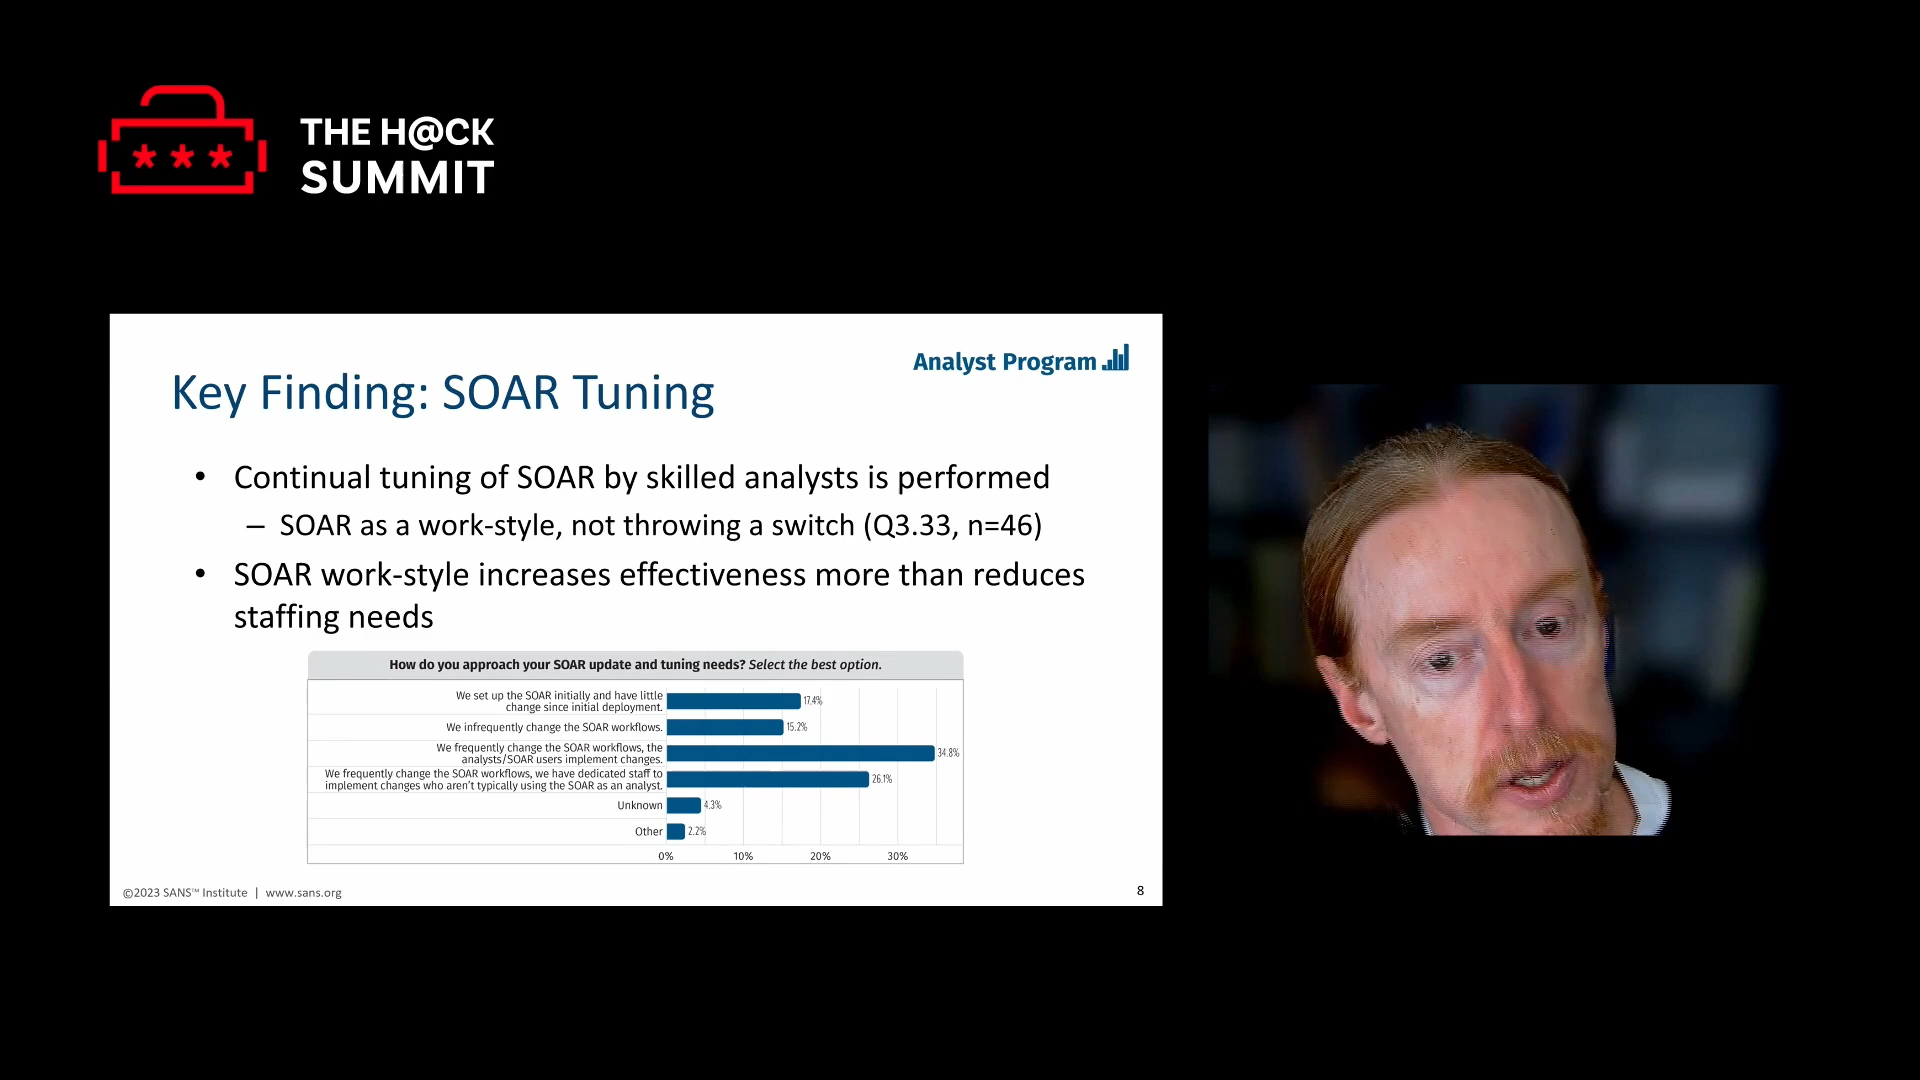 * * *
THE H@CK
SUMMIT
Analyst Program
Key Finding: SOAR Tuning
• Continual tuning of SOAR by skilled analysts is performed
– SOAR as a work-style, not throwing a switch (Q3.33, n=46)
• SOAR work-style increases effectiveness more than reduces
staffing needs
How do you approach your SOAR update and tuning needs? Select the best option.
We set up the SOAR initially and have little
change since initial deployment.
17.4%
We infrequently change the SOAR workflows.
15.2%
We frequently change the SOAR workflows, the
analysts/SOAR users implement changes.
34.8%
We frequently change the SOAR workflows, we have dedicated staff to
implement changes who aren't typically using the SOAR as an analyst.
26.1%
Unknown
4.3%
Other
2.2%
0% 10% 20% 30%
©2023 SANS™ Institute | www.sans.org
8